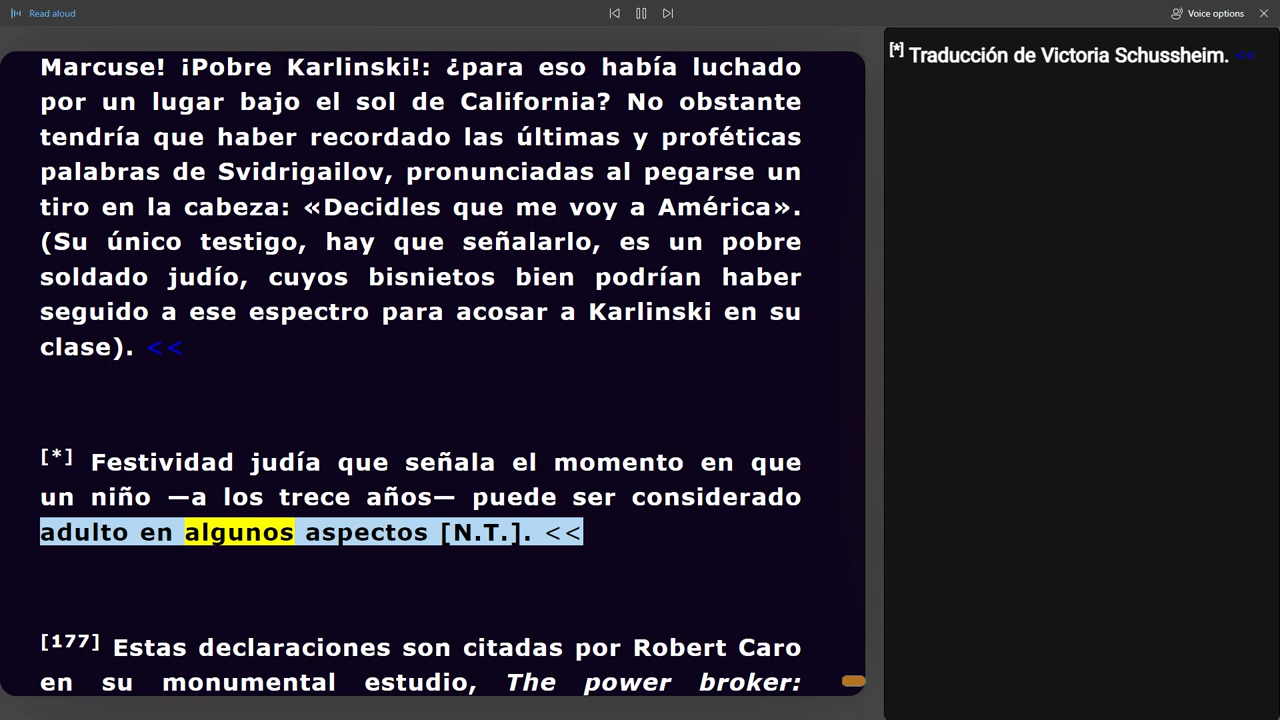 Read aloud
Voice options
Marcuse! ¡Pobre Karlinski!: ¿para eso había luchado
por un lugar bajo el sol de California? No obstante
tendría que haber recordado las últimas y proféticas
palabras de Svidrigailov, pronunciadas al pegarse un
tiro en la cabeza: «Decidles que me voy a América».
(Su único testigo, hay que señalarlo, es un pobre
soldado judío, cuyos bisnietos bien podrían haber
seguido a ese espectro para acosar a Karlinski en su
clase). <<
[*] Festividad judía que señala el momento en que
un niño —a los trece años— puede ser considerado
adulto en algunos aspectos [N.T.]. <<
[177] Estas declaraciones son citadas por Robert Caro
en su monumental estudio, The power broker:
[*] Traducción de Victoria Schussheim. <<